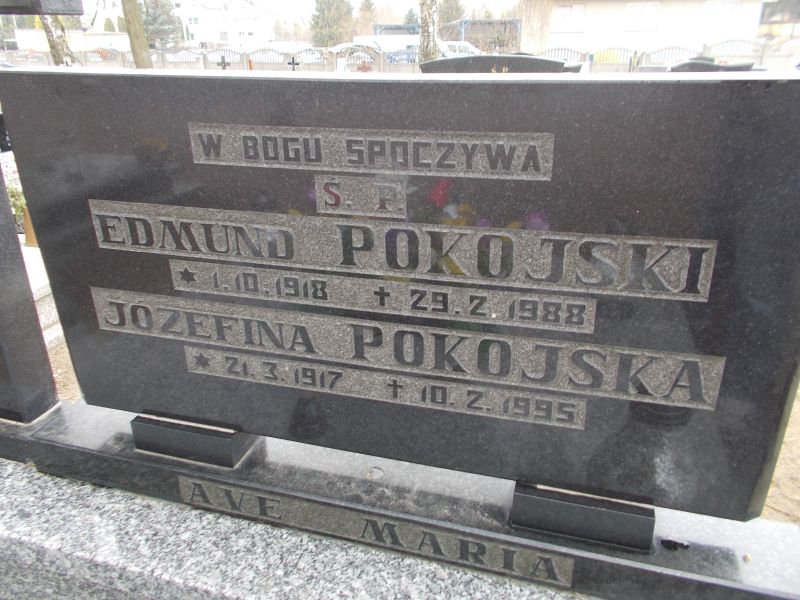 W BOGU SPOCZYWA
Ś. P.
EDMUND POKOJSKI
* 1.10.1918 + 29.2.1988
JÓZEFINA POKOJSKA
* 21.3.1917 + 10.2.1995
AVE MARIA
Ś.P.